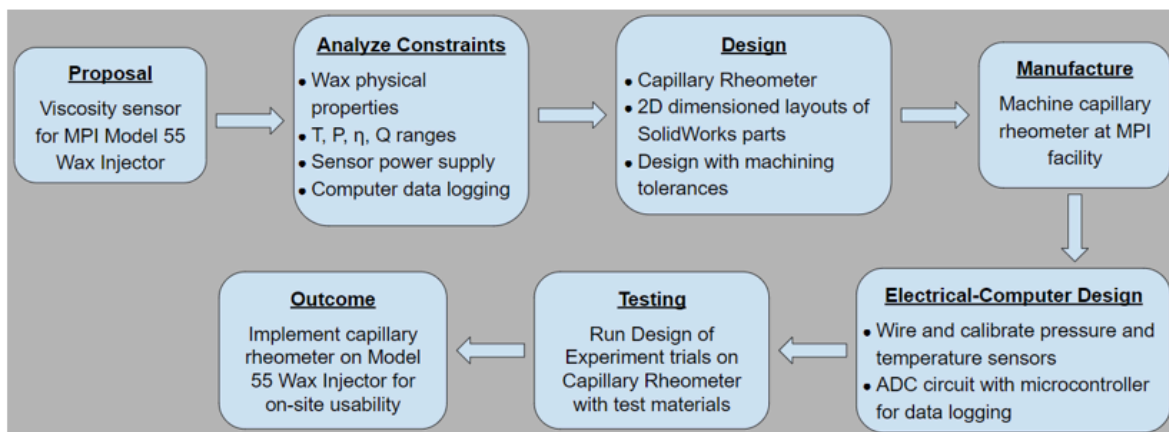 Proposal
Viscosity sensor
for MPI Model 55
Wax Injector
Analyze Constraints
• Wax physical
properties
• T, P, η, Q ranges
• Sensor power supply
• Computer data logging
Design
• Capillary Rheometer
• 2D dimensioned layouts of
SolidWorks parts
• Design with machining
tolerances
Manufacture
Machine capillary
rheometer at MPI
facility
Electrical-Computer Design
• Wire and calibrate pressure and
temperature sensors
• ADC circuit with microcontroller
for data logging
Testing
Run Design of
Experiment trials on
Capillary Rheometer
with test materials
Outcome
Implement capillary
rheometer on Model
55 Wax Injector for
on-site usability